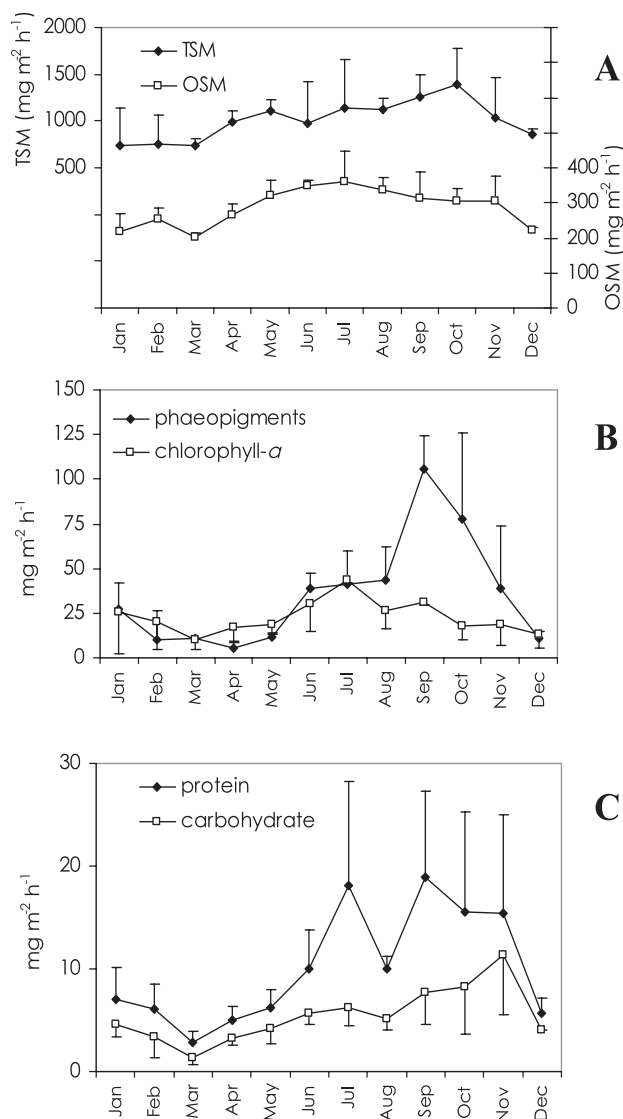 A
TSM
OSM
TSM (mg m⁻² h⁻¹)
2000
1500
1000
500
OSM (mg m⁻² h⁻¹)
400
300
200
100
0
Jan Feb Mar Apr May Jun Jul Aug Sep Oct Nov Dec
B
phaeopigments
chlorophyll-a
mg m⁻² h⁻¹
150
125
100
75
50
25
0
Jan Feb Mar Apr May Jun Jul Aug Sep Oct Nov Dec
C
protein
carbohydrate
mg m⁻² h⁻¹
30
20
10
0
Jan Feb Mar Apr May Jun Jul Aug Sep Oct Nov Dec